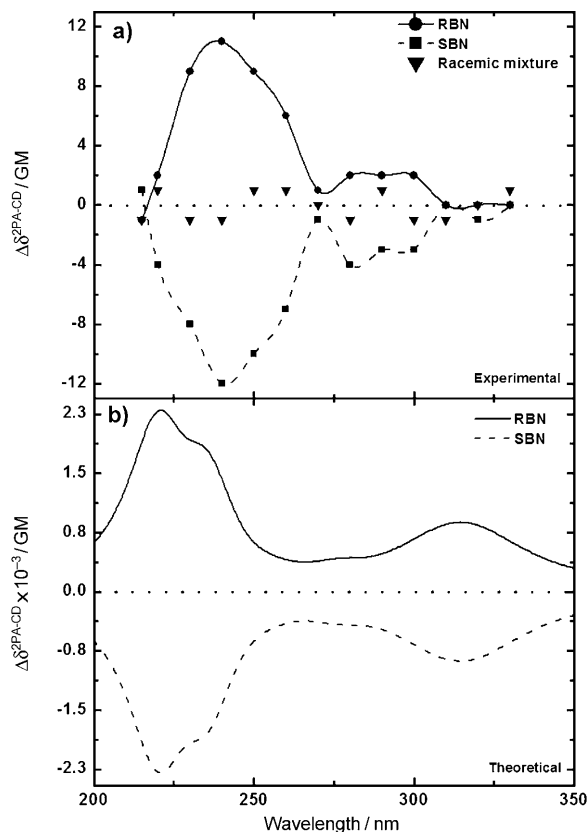 a)
RBN
SBN
Racemic mixture
12
8
4
0
-4
-8
-12
Δδ²ᴾᴬ⁻ᶜᴰ / GM
Experimental
b)
RBN
SBN
2.3
1.5
0.8
0.0
-0.8
-1.5
-2.3
Δδ²ᴾᴬ⁻ᶜᴰ x10⁻³ / GM
Theoretical
200 250 300 350
Wavelength / nm